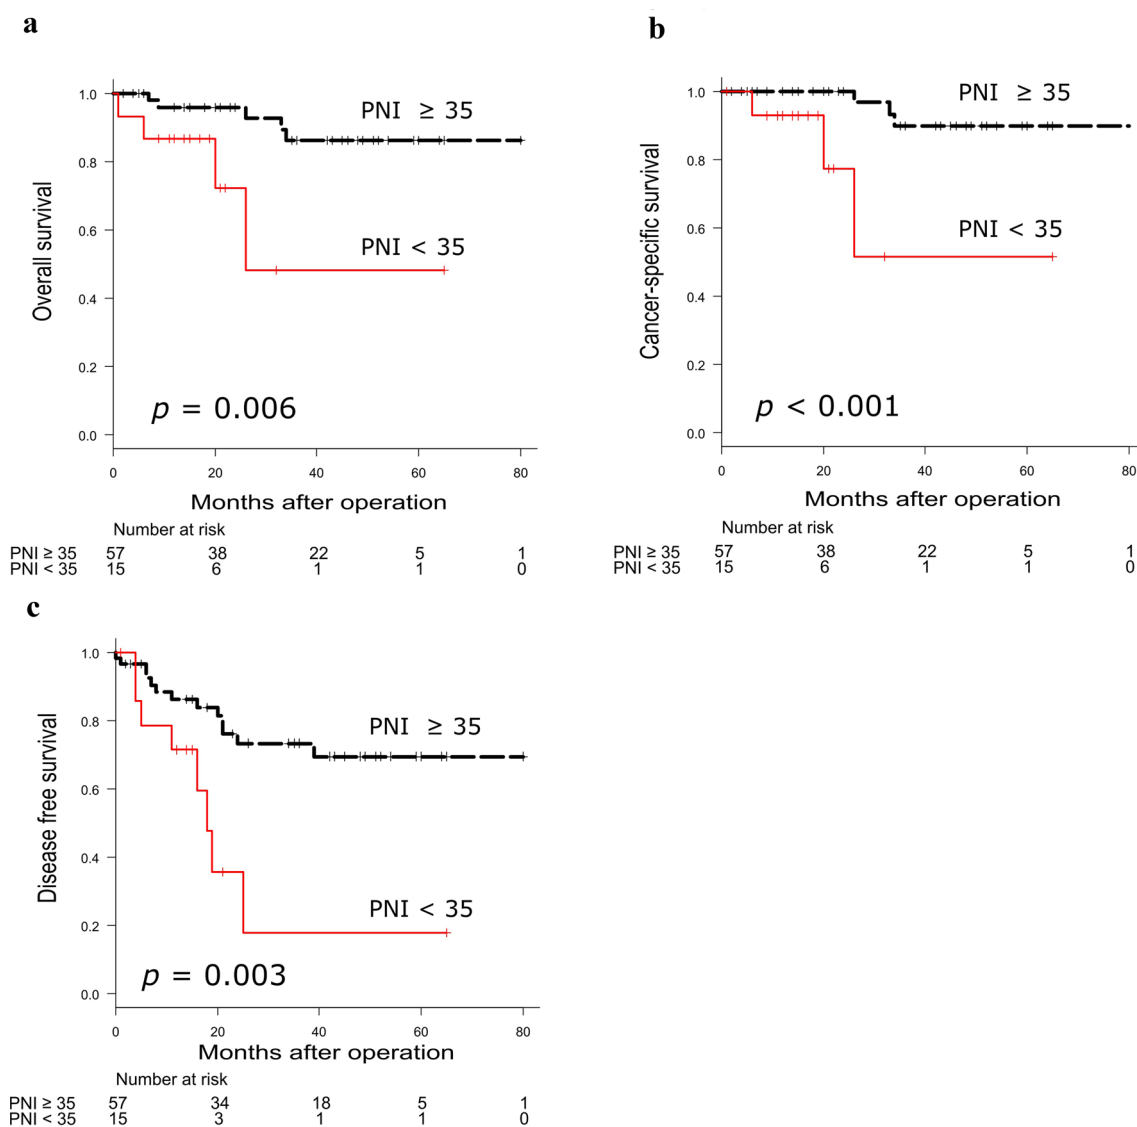 a
1.0
0.8
0.6
0.4
0.2
0.0
Overall survival
PNI ≥ 35
PNI < 35
p = 0.006
0 20 40 60 80
Months after operation
Number at risk
PNI ≥ 35 57 38 22 5 1
PNI < 35 15 6 1 1 0
b
1.0
0.8
0.6
0.4
0.2
0.0
Cancer-specific survival
PNI ≥ 35
PNI < 35
p < 0.001
0 20 40 60 80
Months after operation
Number at risk
PNI ≥ 35 57 38 22 5 1
PNI < 35 15 6 1 1 0
c
1.0
0.8
0.6
0.4
0.2
0.0
Disease free survival
PNI ≥ 35
PNI < 35
p = 0.003
0 20 40 60 80
Months after operation
Number at risk
PNI ≥ 35 57 34 18 5 1
PNI < 35 15 3 1 1 0